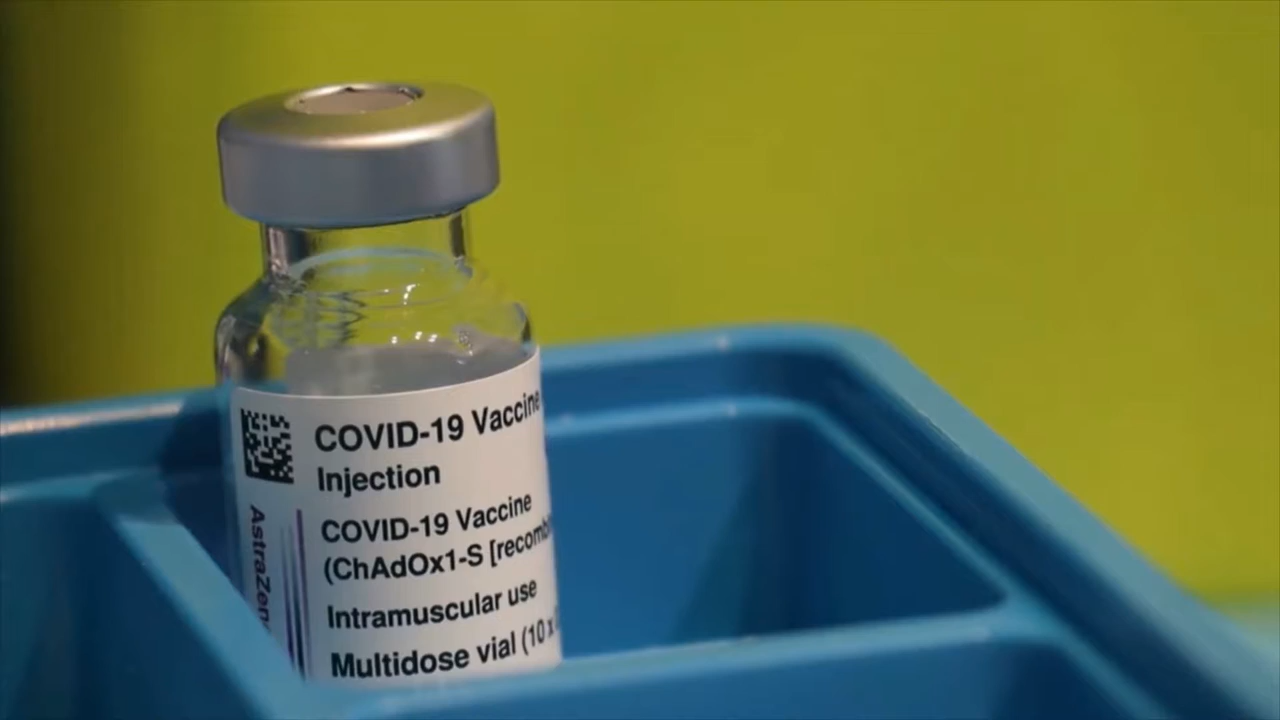 COVID-19 Vaccine
Injection
COVID-19 Vaccine
(ChAdOx1-S [recomb
Intramuscular use
Multidose vial (10 x
AstraZen